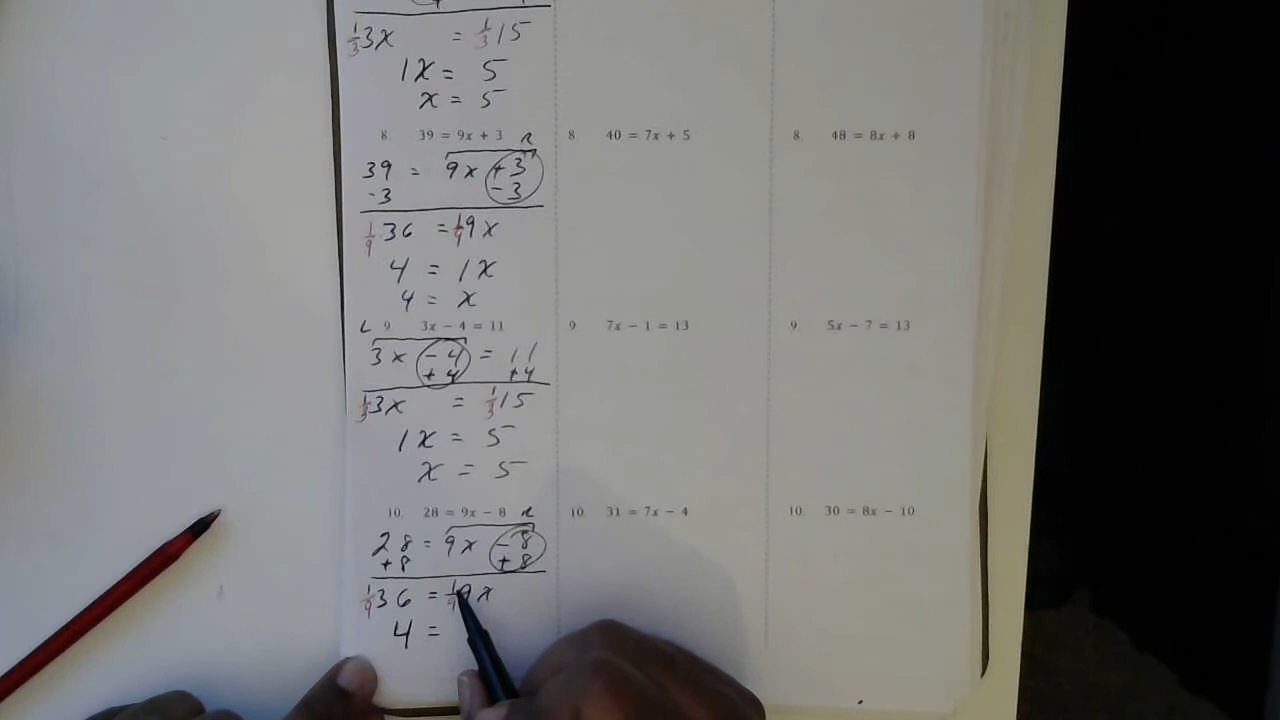 1/3 3x = 1/3 15
1x = 5
x = 5
8. 39 = 9x + 3 R
39 = 9x + 3
-3 - 3
1/9 36 = 1/9 9x
4 = 1x
4 = x
L 9. 3x − 4 = 11
3x - 4 = 11
+ 4 +4
1/3 3x = 1/3 15
1x = 5
x = 5
10. 28 = 9x − 8 R
28 = 9x - 8
+8 + 8
1/9 36 = 1/9 9x
4 =
8 40 = 7x + 5
9 7x − 1 = 13
10. 31 = 7x − 4
8. 48 = 8x + 8
9. 5x − 7 = 13
10. 30 = 8x − 10